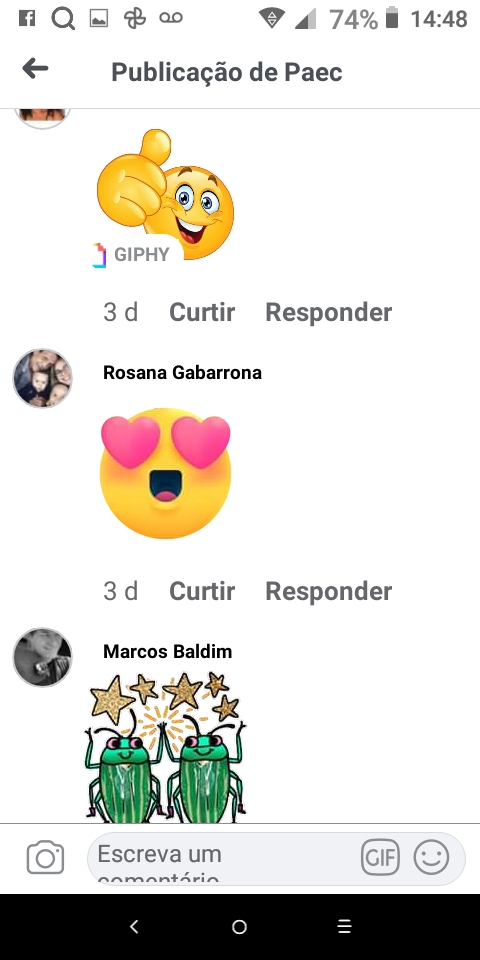 74% 14:48
Publicação de Paec
GIPHY
3 d Curtir Responder
Rosana Gabarrona
3 d Curtir Responder
Marcos Baldim
Escreva um
comentário
GIF